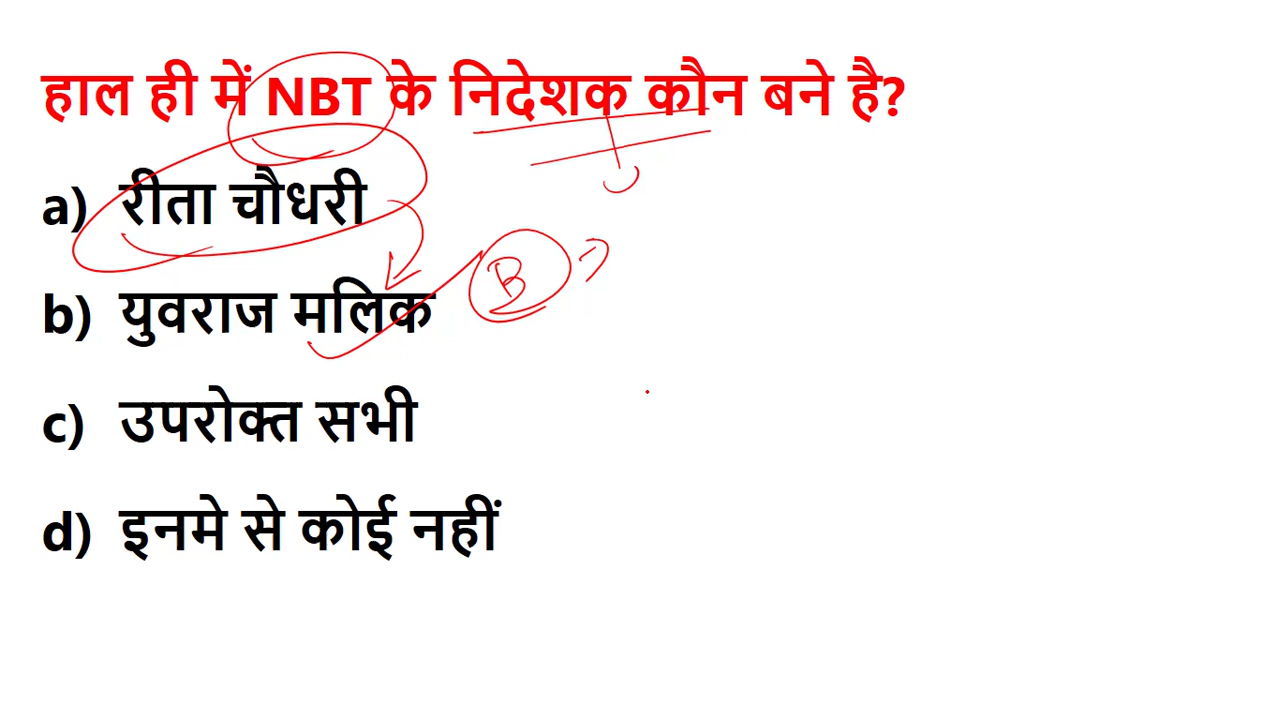 हाल ही में NBT के निदेशक कौन बने है?
a) रीता चौधरी
b) युवराज मलिक
B
c) उपरोक्त सभी
d) इनमे से कोई नहीं